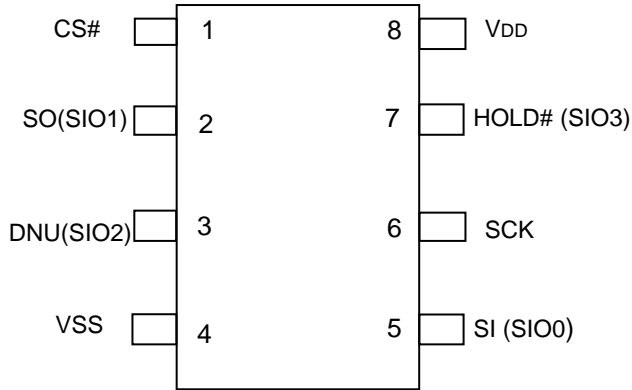 CS# 1 8 VDD
SO(SIO1) 2 7 HOLD# (SIO3)
DNU(SIO2) 3 6 SCK
VSS 4 5 SI (SIO0)